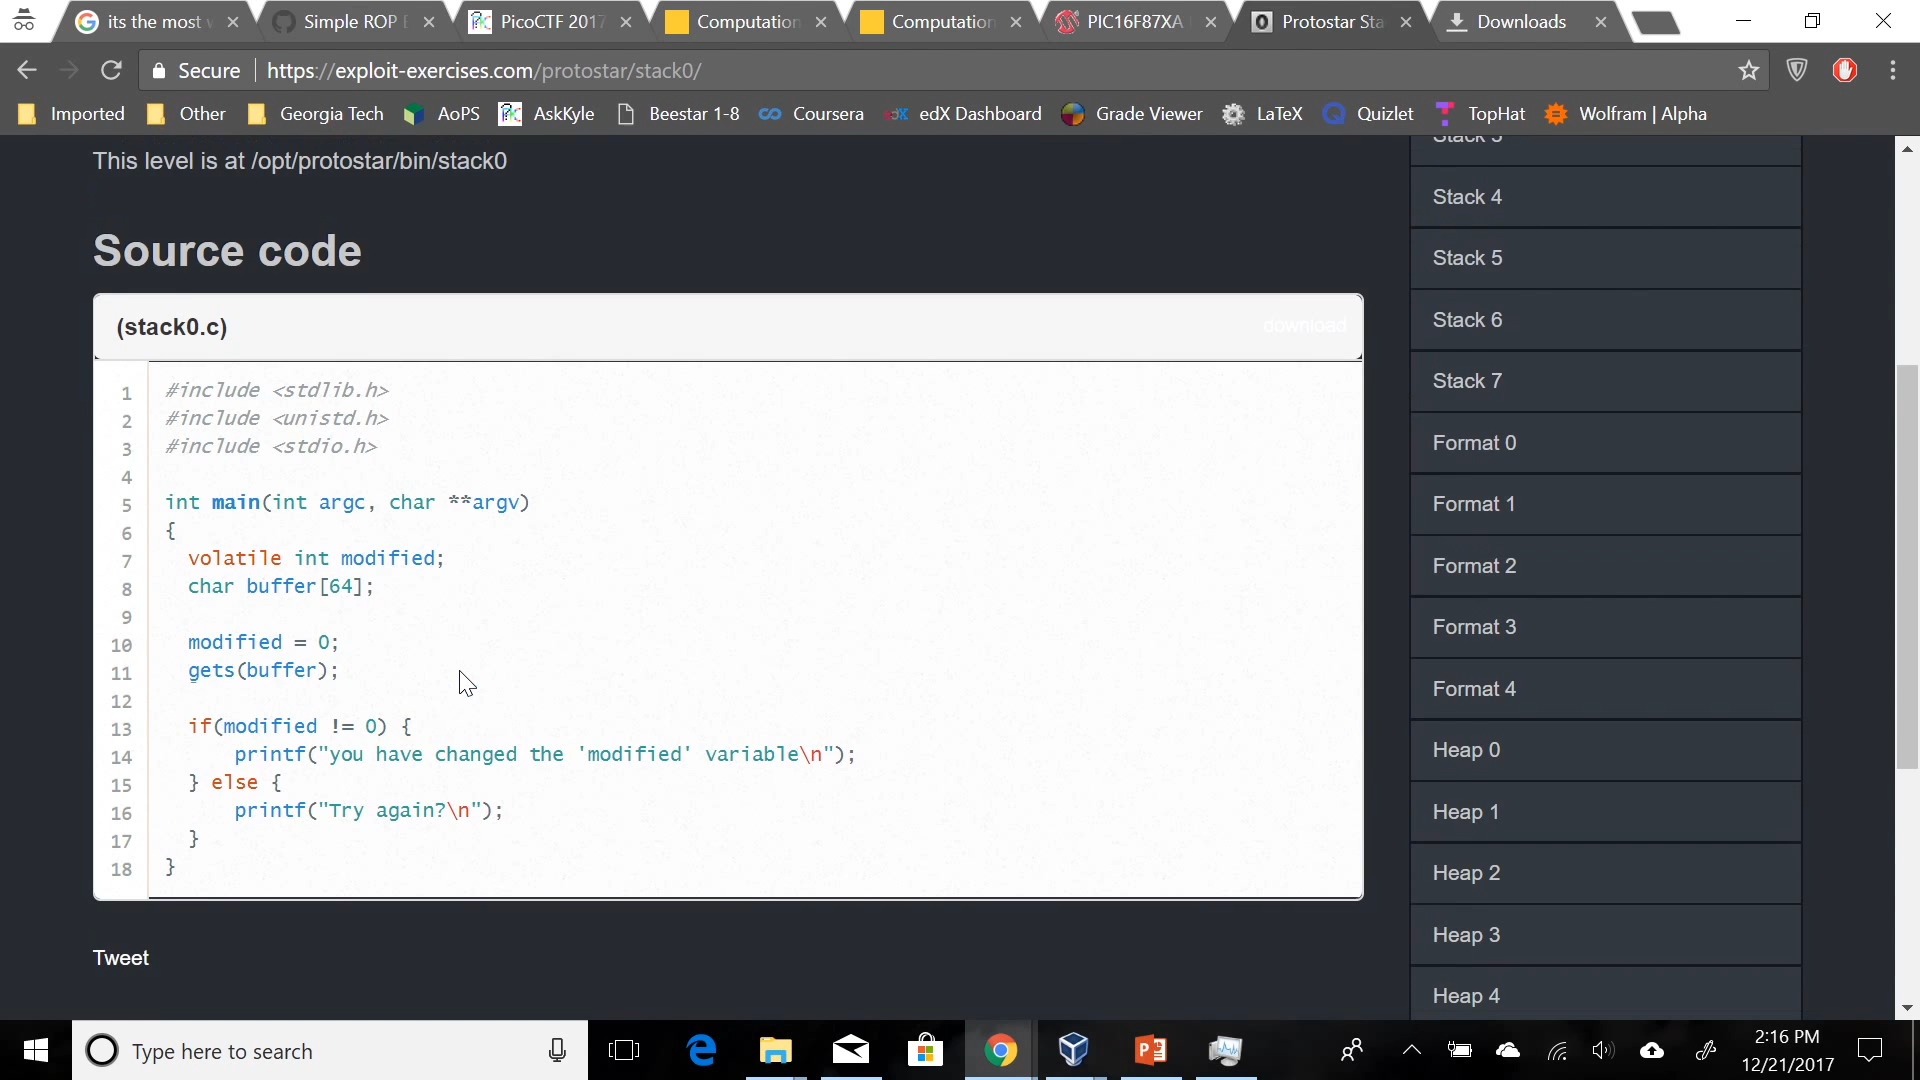 its the most
Simple ROP
PicoCTF 2017
Computation
Computation
PIC16F87XA
Protostar Sta
Downloads
Secure
https://exploit-exercises.com/protostar/stack0/
Imported
Other
Georgia Tech
AoPS
AskKyle
Beestar 1-8
Coursera
edX Dashboard
Grade Viewer
LaTeX
Quizlet
TopHat
Wolfram | Alpha
This level is at /opt/protostar/bin/stack0
Source code
(stack0.c)
download
1 #include <stdlib.h>
2 #include <unistd.h>
3 #include <stdio.h>
4
5 int main(int argc, char **argv)
6 {
7 volatile int modified;
8 char buffer[64];
9
10 modified = 0;
11 gets(buffer);
12
13 if(modified != 0) {
14 printf("you have changed the 'modified' variable\n");
15 } else {
16 printf("Try again?\n");
17 }
18 }
Tweet
Stack 4
Stack 5
Stack 6
Stack 7
Format 0
Format 1
Format 2
Format 3
Format 4
Heap 0
Heap 1
Heap 2
Heap 3
Heap 4
Type here to search
2:16 PM
12/21/2017